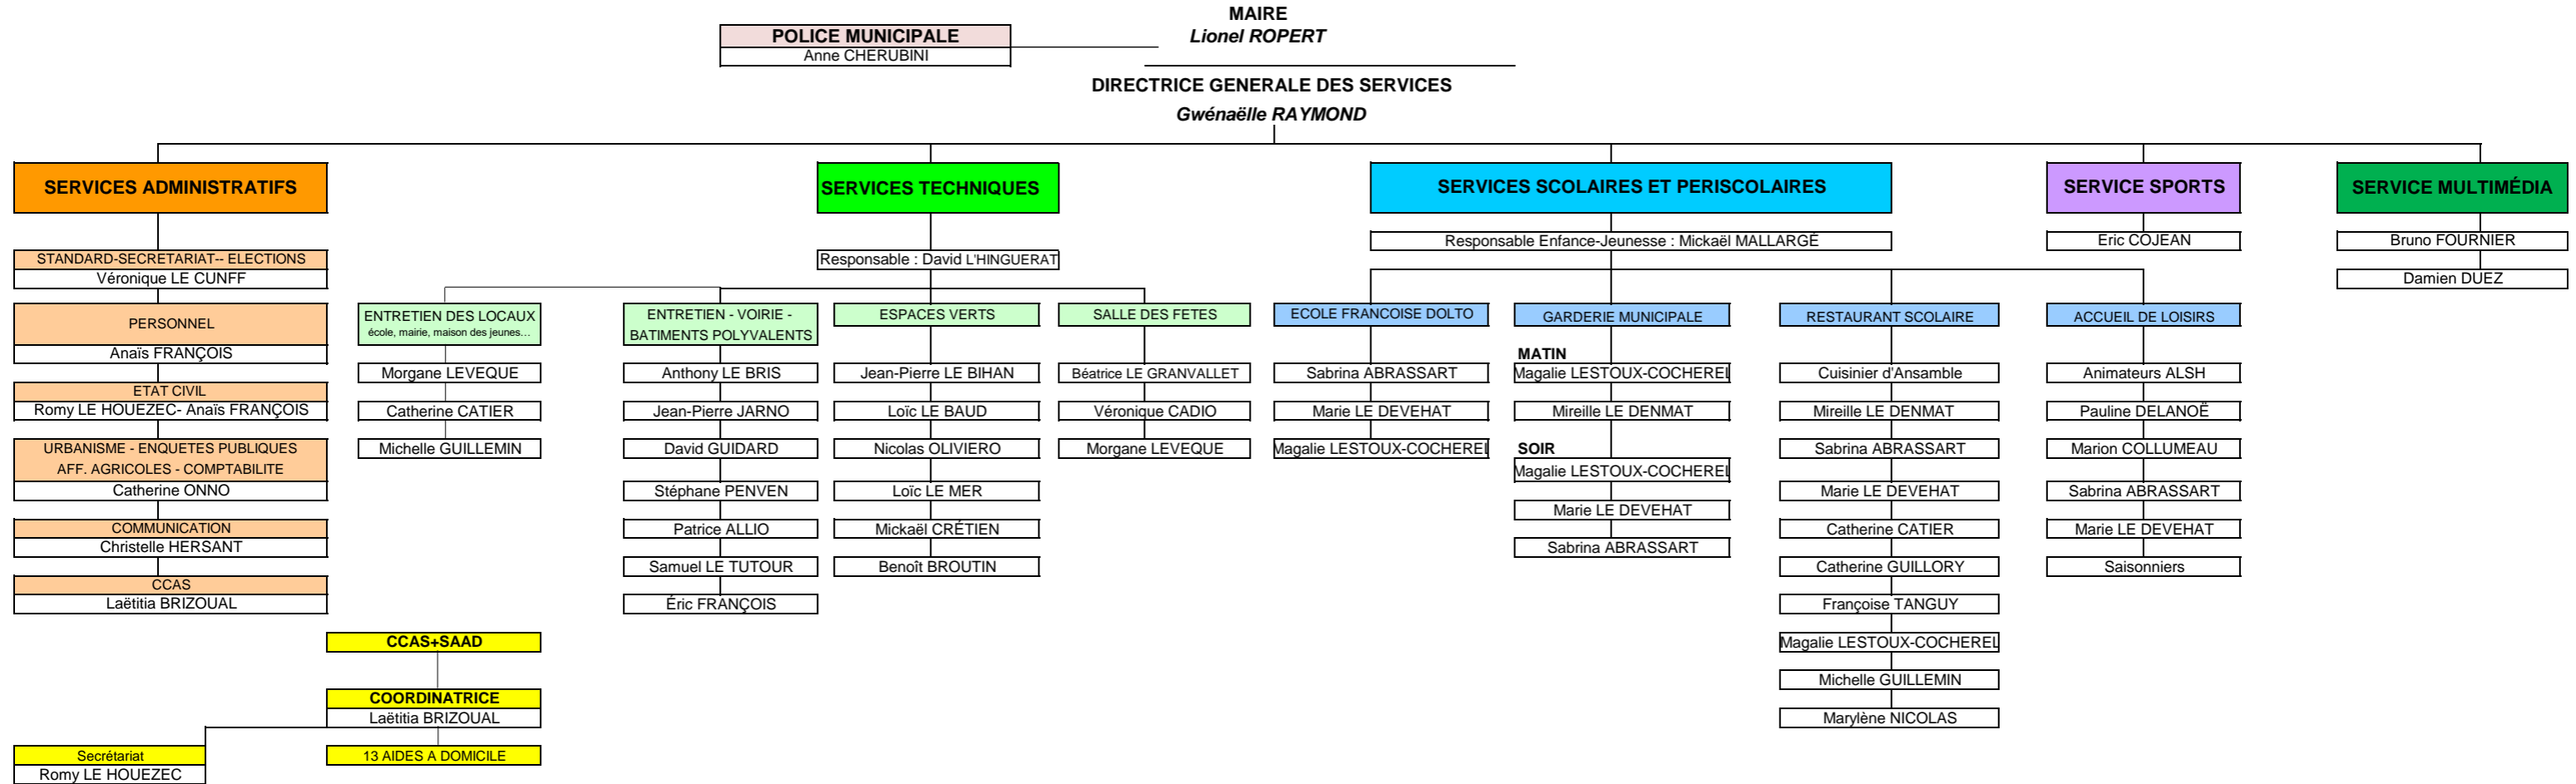 MAIRE
Lionel ROPERT
POLICE MUNICIPALE
Anne CHERUBINI
DIRECTRICE GENERALE DES SERVICES
Gwénaëlle RAYMOND
SERVICES ADMINISTRATIFS
STANDARD-SECRETARIAT-- ELECTIONS
Véronique LE CUNFF
PERSONNEL
Anaïs FRANÇOIS
ETAT CIVIL
Romy LE HOUEZEC- Anaïs FRANÇOIS
URBANISME - ENQUETES PUBLIQUES
AFF. AGRICOLES - COMPTABILITE
Catherine ONNO
COMMUNICATION
Christelle HERSANT
CCAS
Laëtitia BRIZOUAL
CCAS+SAAD
COORDINATRICE
Laëtitia BRIZOUAL
Secrétariat
Romy LE HOUEZEC
13 AIDES A DOMICILE
SERVICES TECHNIQUES
Responsable : David L'HINGUERAT
ENTRETIEN DES LOCAUX
école, mairie, maison des jeunes…
Morgane LEVEQUE
Catherine CATIER
Michelle GUILLEMIN
ENTRETIEN - VOIRIE -
BATIMENTS POLYVALENTS
Anthony LE BRIS
Jean-Pierre JARNO
David GUIDARD
Stéphane PENVEN
Patrice ALLIO
Samuel LE TUTOUR
Éric FRANÇOIS
ESPACES VERTS
Jean-Pierre LE BIHAN
Loïc LE BAUD
Nicolas OLIVIERO
Loïc LE MER
Mickaël CRÉTIEN
Benoît BROUTIN
SALLE DES FETES
Béatrice LE GRANVALLET
Véronique CADIO
Morgane LEVEQUE
SERVICES SCOLAIRES ET PERISCOLAIRES
Responsable Enfance-Jeunesse : Mickaël MALLARGÉ
ECOLE FRANCOISE DOLTO
Sabrina ABRASSART
Marie LE DEVEHAT
Magalie LESTOUX-COCHEREL
GARDERIE MUNICIPALE
MATIN
Magalie LESTOUX-COCHEREL
Mireille LE DENMAT
SOIR
Magalie LESTOUX-COCHEREL
Marie LE DEVEHAT
Sabrina ABRASSART
RESTAURANT SCOLAIRE
Cuisinier d'Ansamble
Mireille LE DENMAT
Sabrina ABRASSART
Marie LE DEVEHAT
Catherine CATIER
Catherine GUILLORY
Françoise TANGUY
Magalie LESTOUX-COCHEREL
Michelle GUILLEMIN
Marylène NICOLAS
ACCUEIL DE LOISIRS
Animateurs ALSH
Pauline DELANOË
Marion COLLUMEAU
Sabrina ABRASSART
Marie LE DEVEHAT
Saisonniers
SERVICE SPORTS
Eric COJEAN
SERVICE MULTIMÉDIA
Bruno FOURNIER
Damien DUEZ